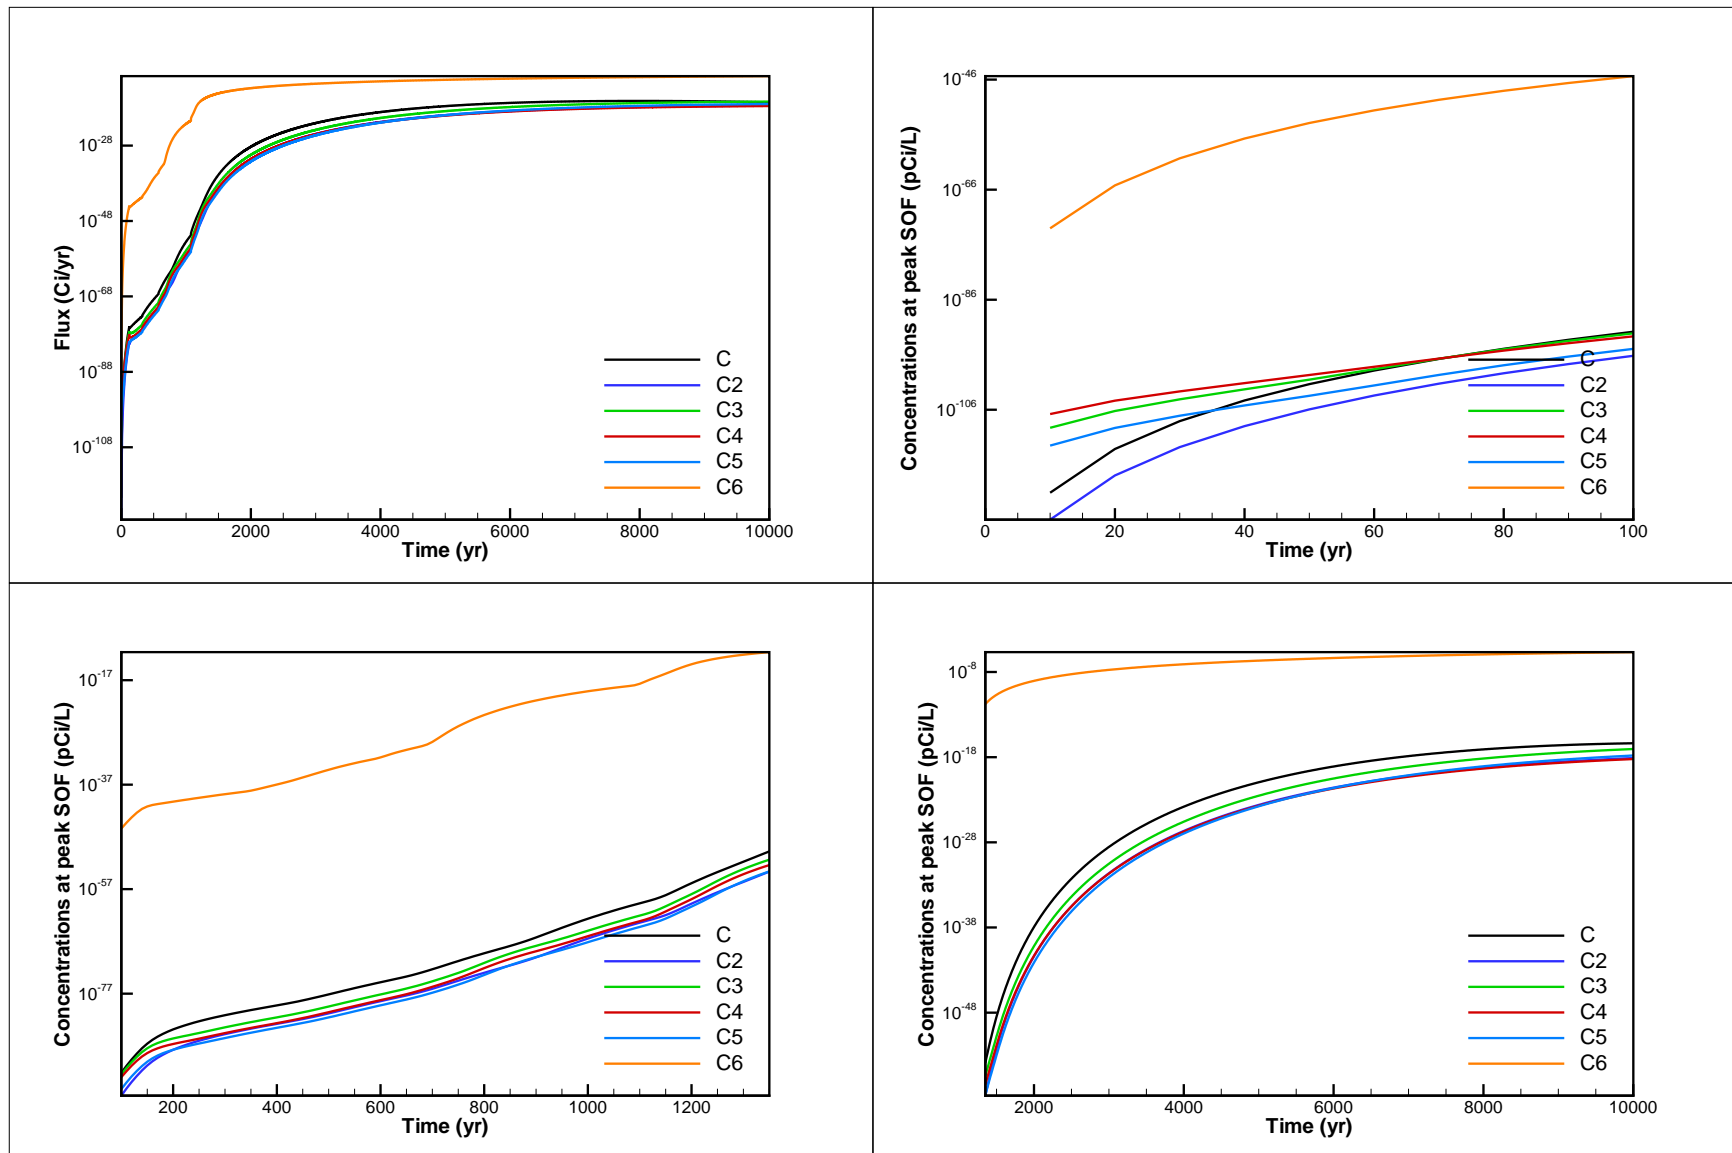 Flux (Ci/yr)
10^-28
10^-48
10^-68
10^-88
10^-108
C
C2
C3
C4
C5
C6
0 2000 4000 6000 8000 10000
Time (yr)
Concentrations at peak SOF (pCi/L)
10^-46
10^-66
10^-86
10^-106
C
C2
C3
C4
C5
C6
0 20 40 60 80 100
Time (yr)
Concentrations at peak SOF (pCi/L)
10^-17
10^-37
10^-57
10^-77
C
C2
C3
C4
C5
C6
200 400 600 800 1000 1200
Time (yr)
Concentrations at peak SOF (pCi/L)
10^-8
10^-18
10^-28
10^-38
10^-48
C
C2
C3
C4
C5
C6
2000 4000 6000 8000 10000
Time (yr)